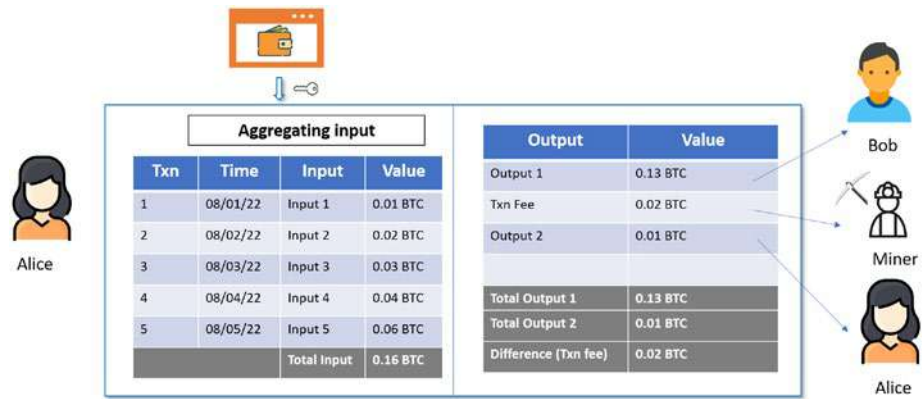 Aggregating input
Txn Time Input Value
1 08/01/22 Input 1 0.01 BTC
2 08/02/22 Input 2 0.02 BTC
3 08/03/22 Input 3 0.03 BTC
4 08/04/22 Input 4 0.04 BTC
5 08/05/22 Input 5 0.06 BTC
Total Input 0.16 BTC
Alice
Output Value
Output 1 0.13 BTC
Txn Fee 0.02 BTC
Output 2 0.01 BTC
Total Output 1 0.13 BTC
Total Output 2 0.01 BTC
Difference (Txn fee) 0.02 BTC
Bob
Miner
Alice